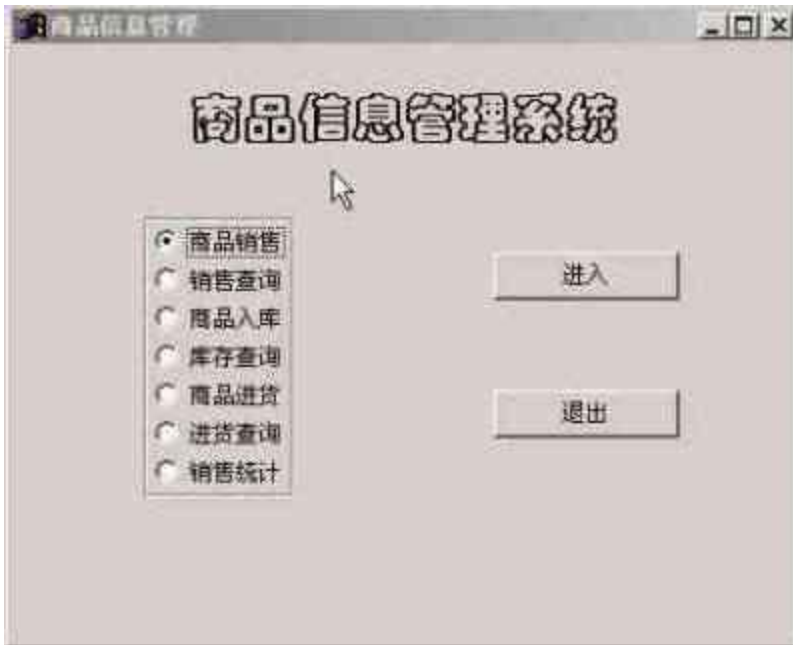 商品信息管理
商品信息管理系统
商品销售
销售查询
商品入库
库存查询
商品进货
进货查询
销售统计
进入
退出